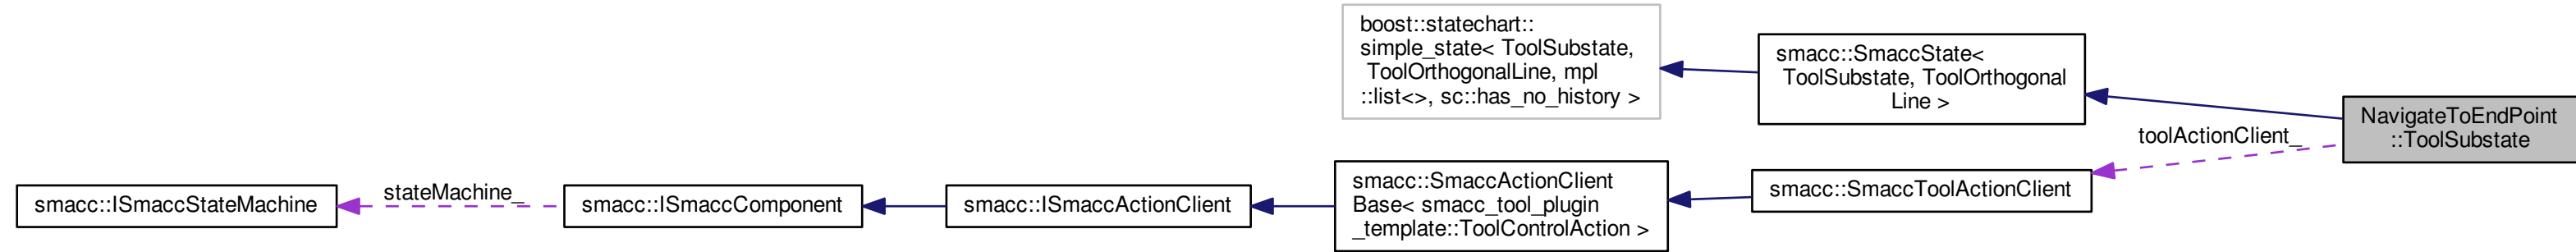 boost::statechart::
simple_state< ToolSubstate,
ToolOrthogonalLine, mpl
::list<>, sc::has_no_history >
smacc::SmaccState<
ToolSubstate, ToolOrthogonal
Line >
NavigateToEndPoint
::ToolSubstate
toolActionClient_
smacc::ISmaccStateMachine
stateMachine_
smacc::ISmaccComponent
smacc::ISmaccActionClient
smacc::SmaccActionClient
Base< smacc_tool_plugin
_template::ToolControlAction >
smacc::SmaccToolActionClient